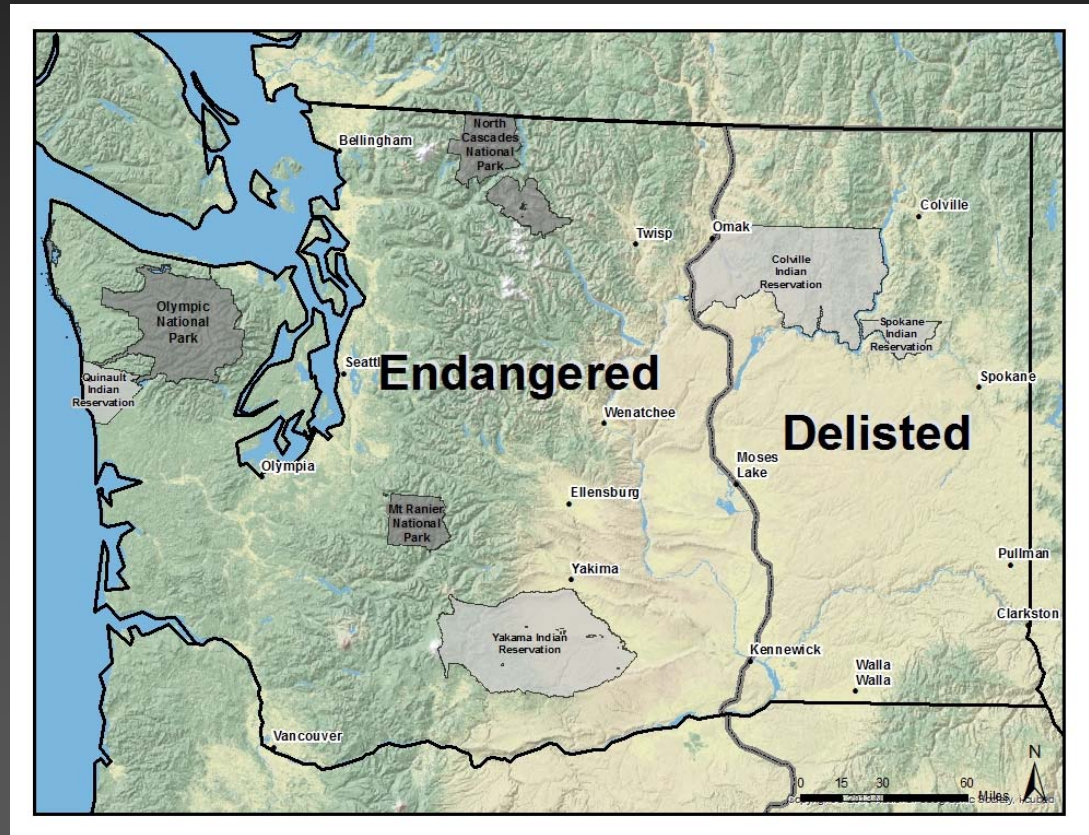 North
Cascades
National
Park
Bellingham
Colville
Twisp
Omak
Colville
Indian
Reservation
Olympic
National
Park
Spokane
Indian
Reservation
Seattl
Endangered
Quinault
Indian
Reservation
Spokane
Wenatchee
Delisted
Moses
Lake
Olympia
Ellensburg
Mt Ranier
National
Park
Pullman
Yakima
Clarkston
Yakama Indian
Reservation
Kennewick
Walla
Walla
Vancouver
N
0 15 30 60
Miles